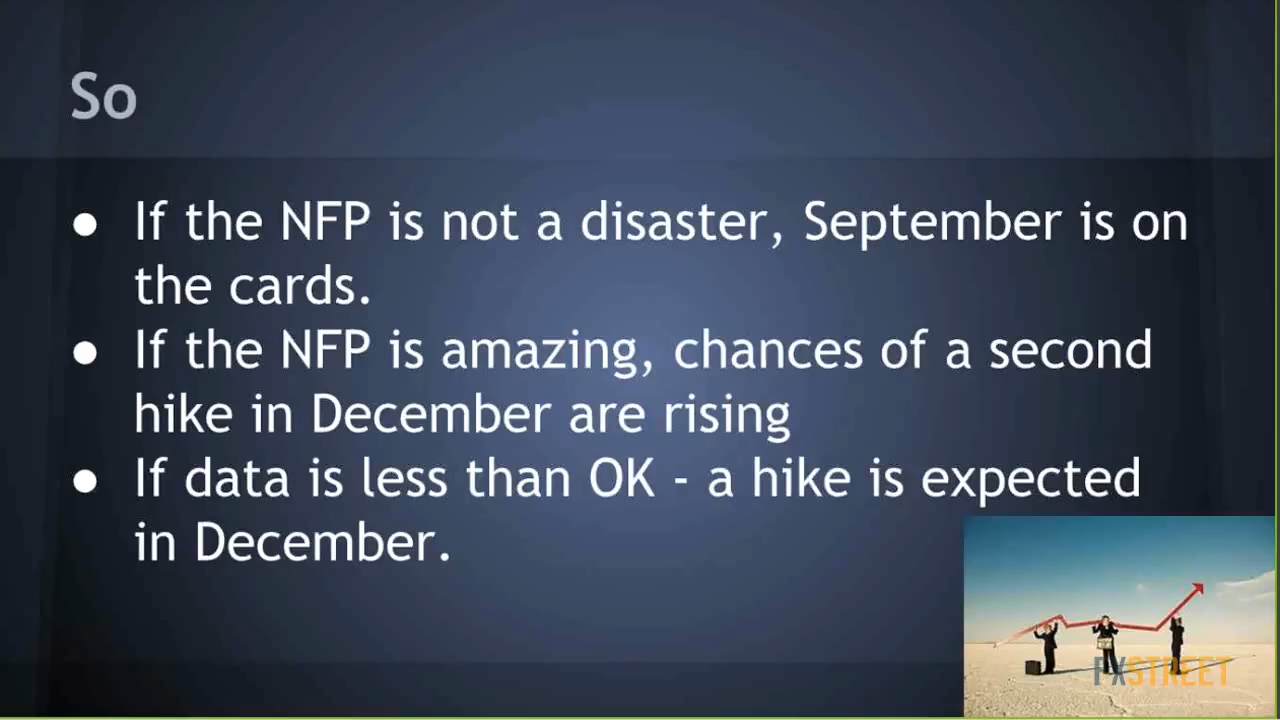 So
● If the NFP is not a disaster, September is on
the cards.
● If the NFP is amazing, chances of a second
hike in December are rising
● If data is less than OK - a hike is expected
in December.
FXSTREET